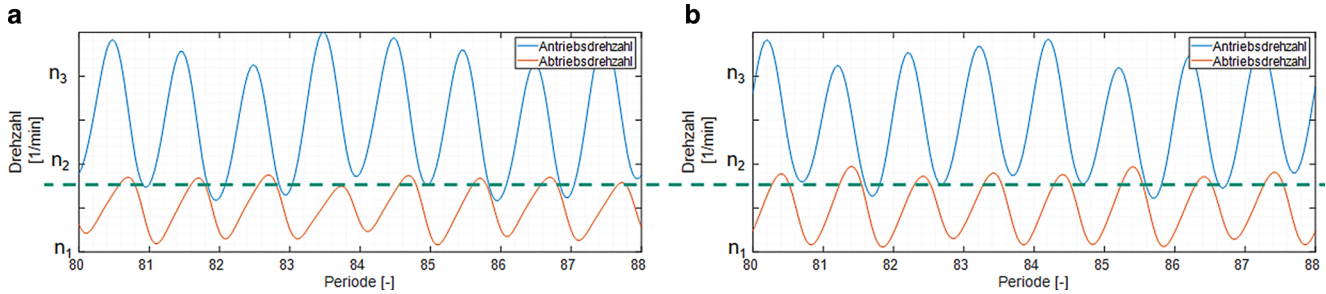 a
n3
n2
n1
Drehzahl
[1/min]
Antriebsdrehzahl
Abtriebsdrehzahl
80 81 82 83 84 85 86 87 88
Periode [-]
b
n3
n2
n1
Drehzahl
[1/min]
Antriebsdrehzahl
Abtriebsdrehzahl
80 81 82 83 84 85 86 87 88
Periode [-]